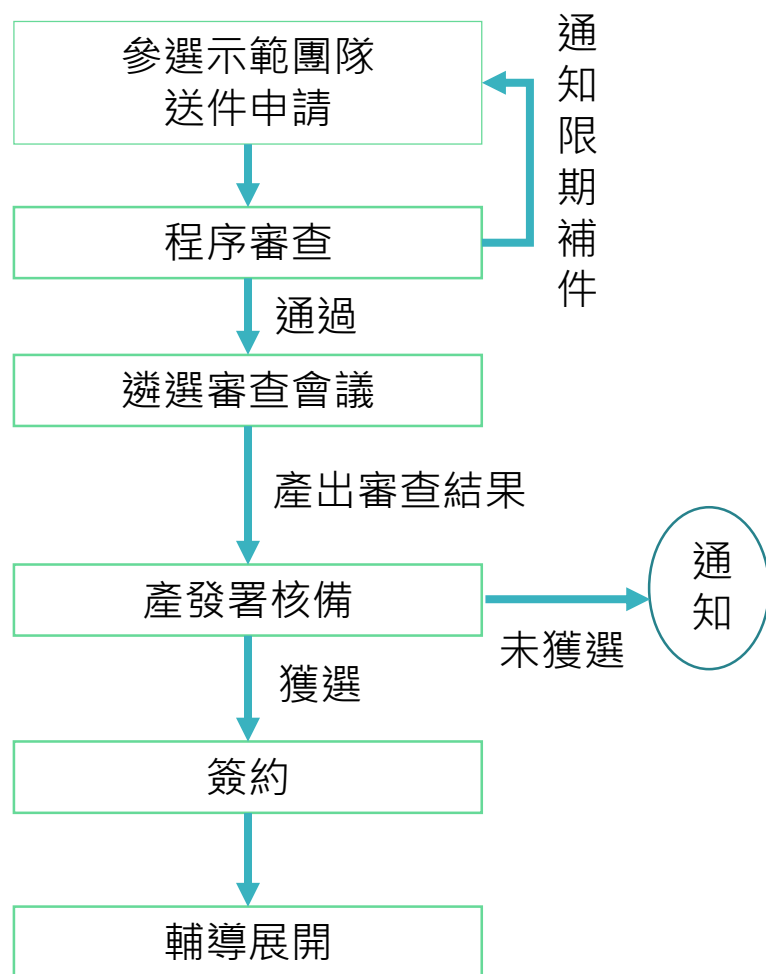 參選示範團隊
送件申請
通知限期補件
程序審查
通過
遴選審查會議
產出審查結果
產發署核備
通知
未獲選
獲選
簽約
輔導展開